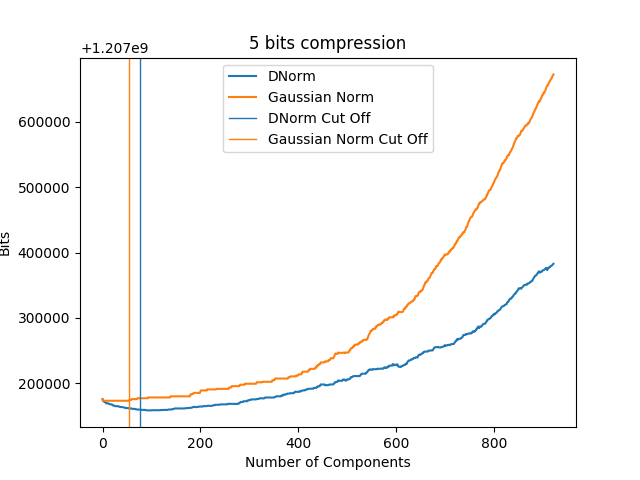 5 bits compression
+1.207e9
DNorm
Gaussian Norm
DNorm Cut Off
Gaussian Norm Cut Off
600000
500000
400000
300000
200000
Bits
0 200 400 600 800
Number of Components